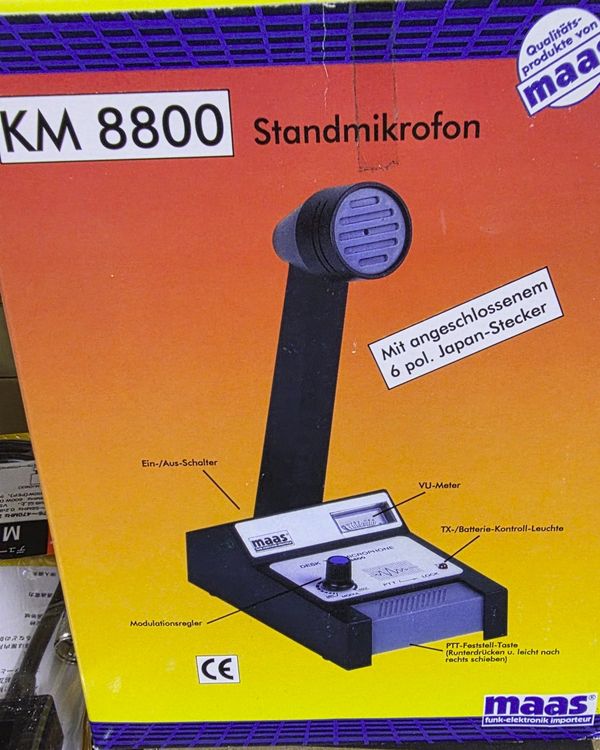 Qualitäts-
produkte von
maas
KM 8800 Standmikrofon
Mit angeschlossenem
6 pol. Japan-Stecker
Ein-/Aus-Schalter
VU-Meter
TX-/Batterie-Kontroll-Leuchte
maas
DESK MICROPHONE
PTT LOCK
Modulationsregler
PTT-Feststell-Taste
(Runterdrücken u. leicht nach
rechts schieben)
CE
maas®
funk-elektronik importeur
M